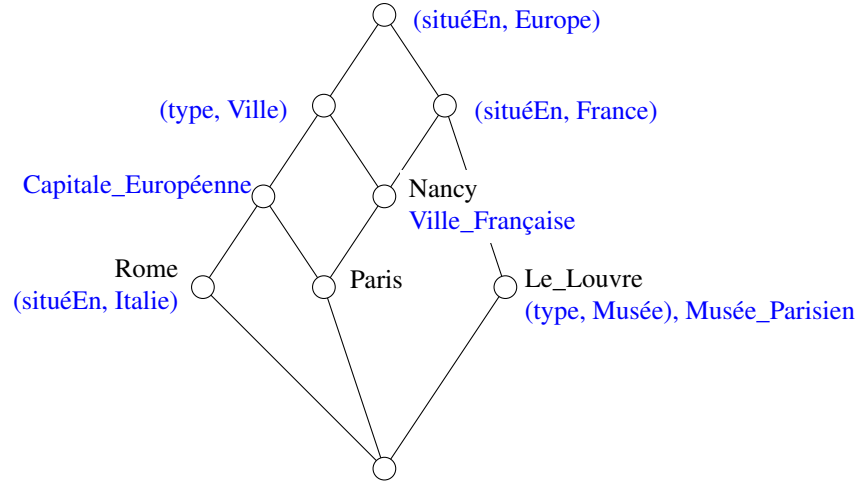 (situéEn, Europe)
(type, Ville)
(situéEn, France)
Capitale_Européenne
Nancy
Ville_Française
Rome
(situéEn, Italie)
Paris
Le_Louvre
(type, Musée), Musée_Parisien